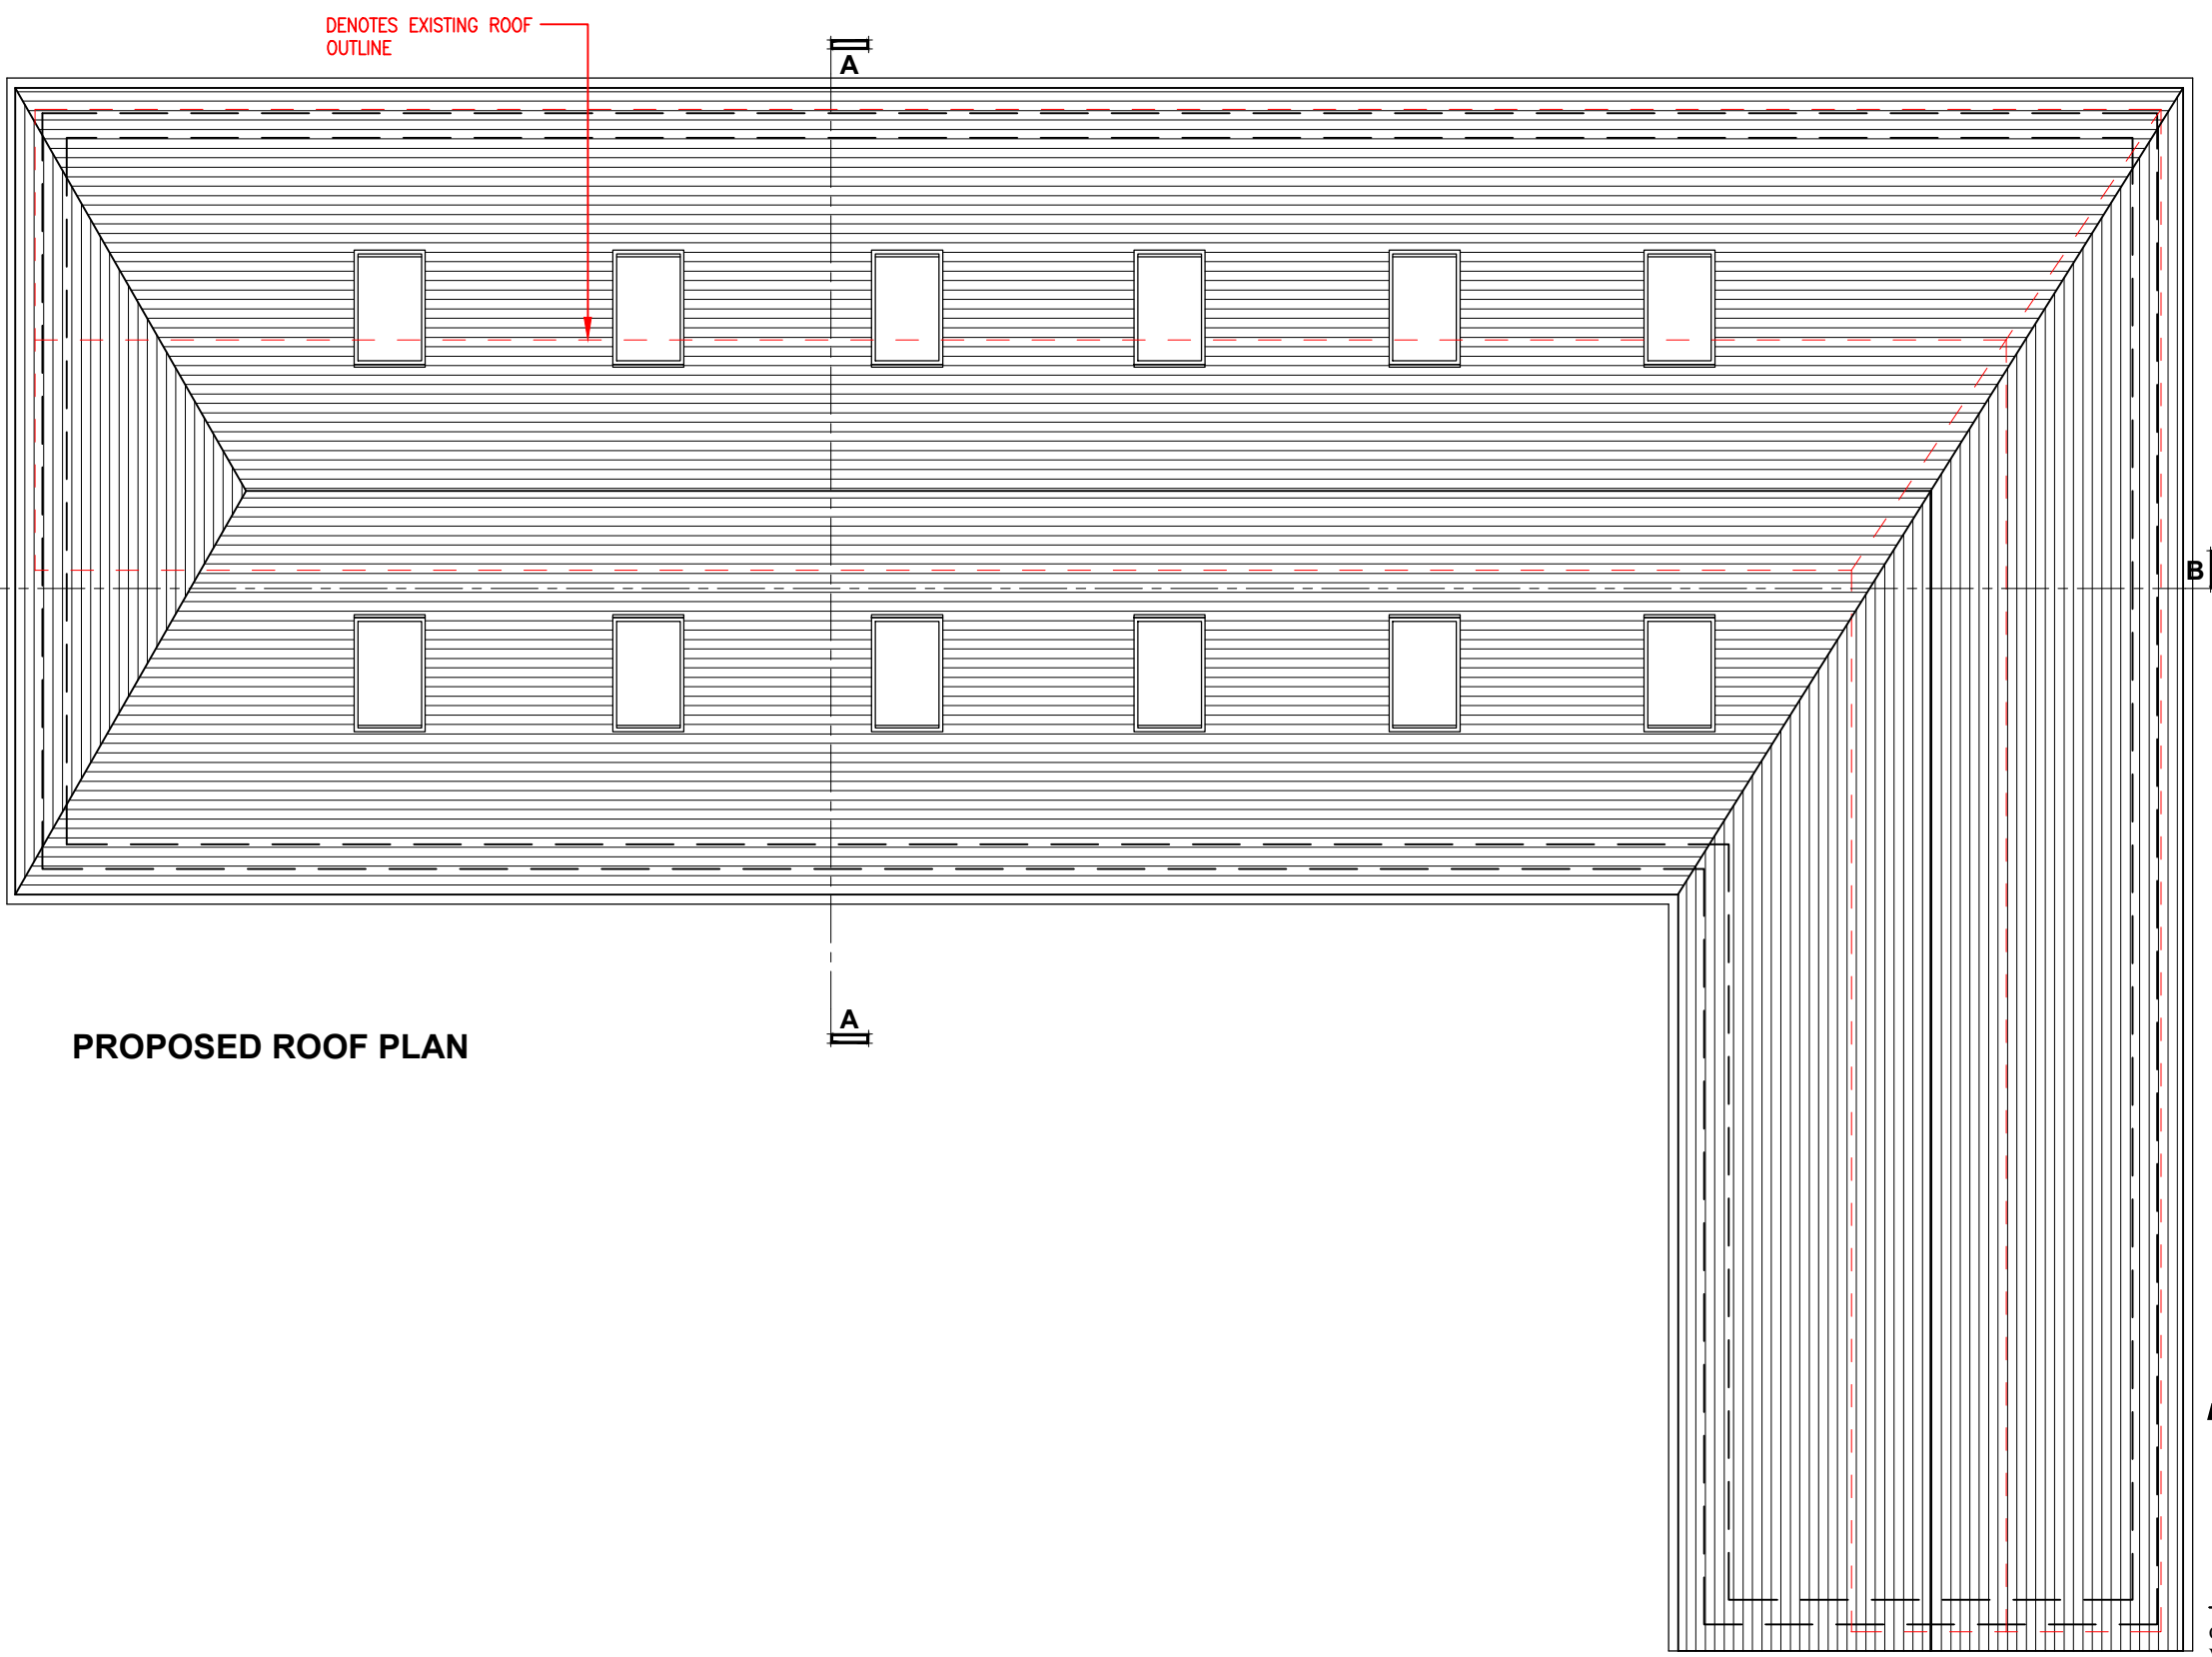 DENOTES EXISTING ROOF
OUTLINE
A
B
A
PROPOSED ROOF PLAN